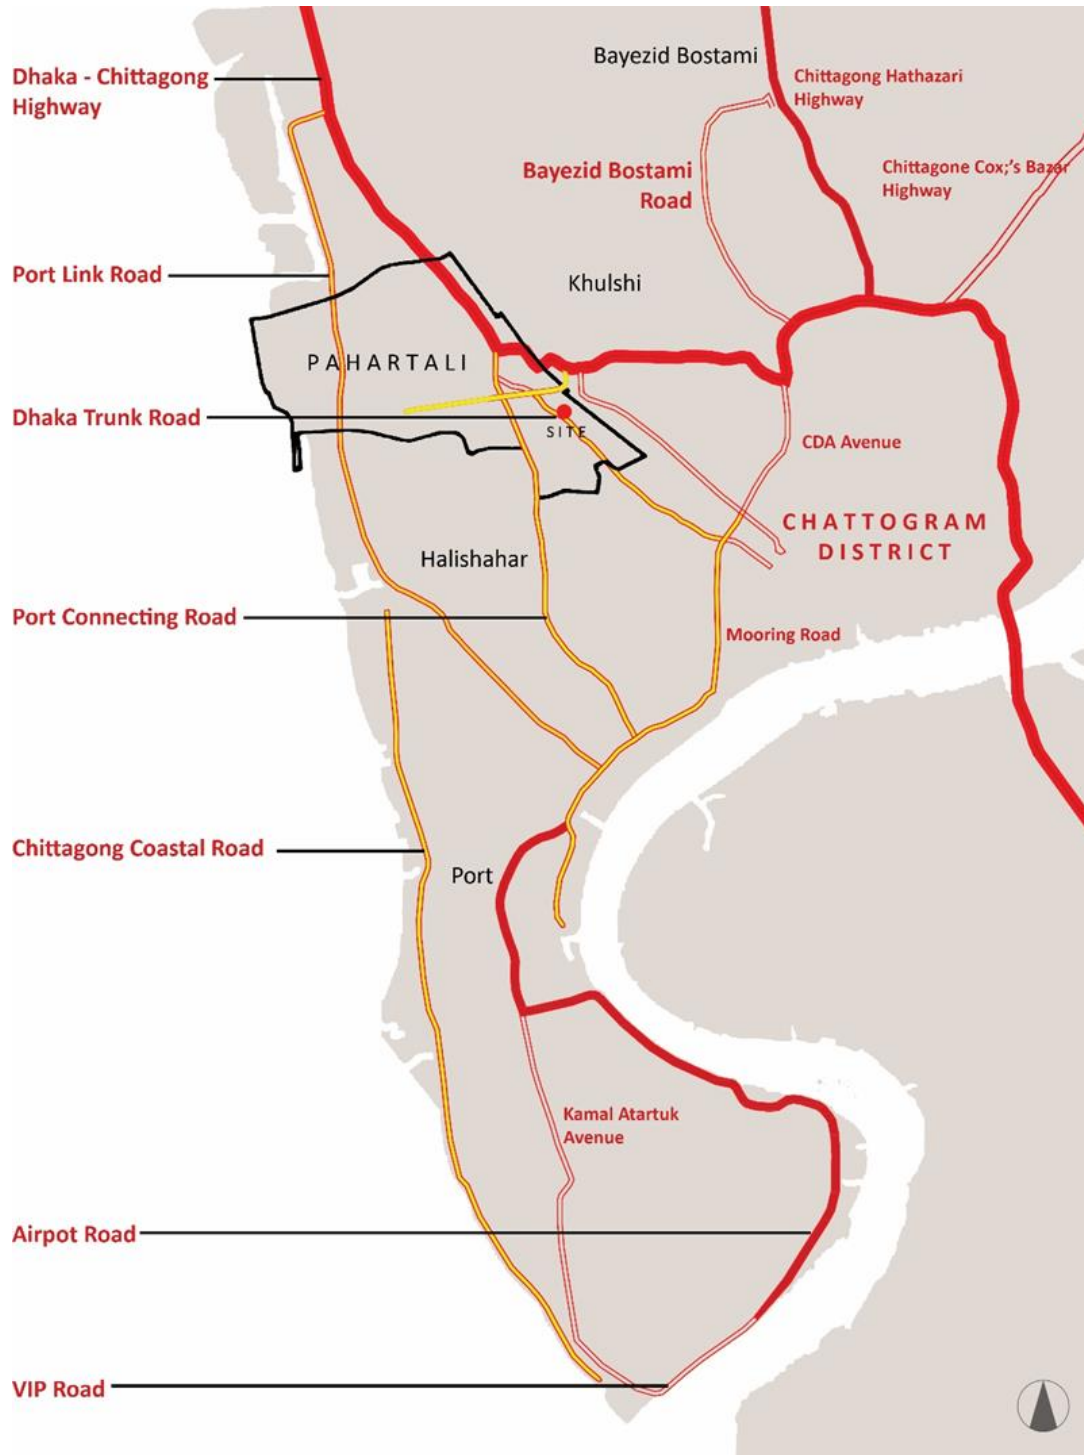 Bayezid Bostami
Dhaka - Chittagong
Highway
Chittagong Hathazari
Highway
Bayezid Bostami
Road
Chittagone Cox;'s Bazar
Highway
Port Link Road
Khulshi
PAHARTALI
Dhaka Trunk Road
SITE
CDA Avenue
CHATTOGRAM
DISTRICT
Halishahar
Port Connecting Road
Mooring Road
Chittagong Coastal Road
Port
Kamal Atartuk
Avenue
Airpot Road
VIP Road